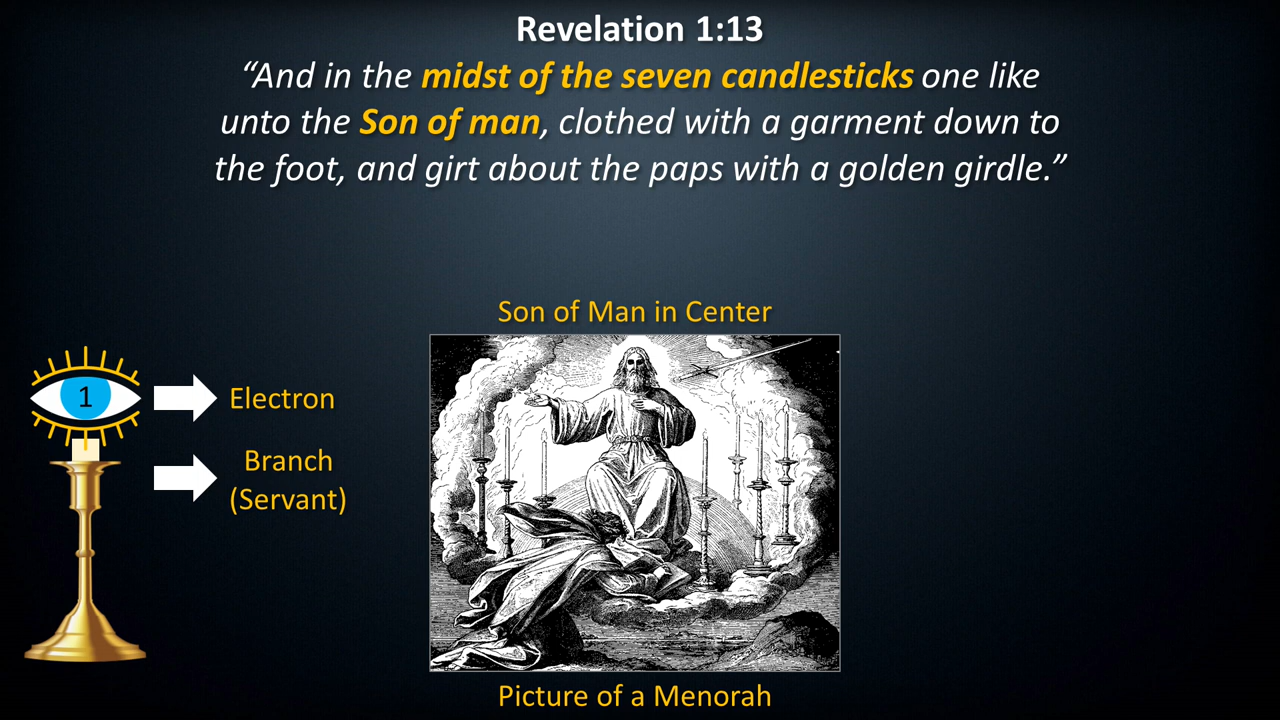 Revelation 1:13
“And in the midst of the seven candlesticks one like
unto the Son of man, clothed with a garment down to
the foot, and girt about the paps with a golden girdle.”
Son of Man in Center
1
Electron
Branch
(Servant)
Picture of a Menorah